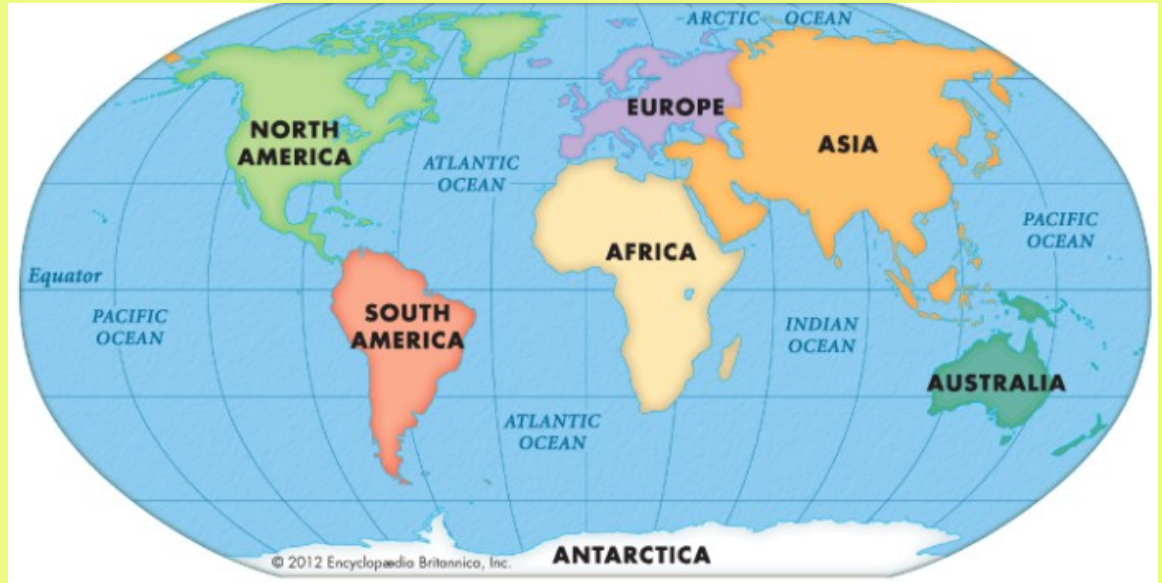 ARCTIC OCEAN
EUROPE
NORTH
AMERICA
ASIA
ATLANTIC
OCEAN
PACIFIC
OCEAN
AFRICA
Equator
SOUTH
AMERICA
PACIFIC
OCEAN
INDIAN
OCEAN
AUSTRALIA
ATLANTIC
OCEAN
ANTARCTICA
© 2012 Encyclopædia Britannica, Inc.